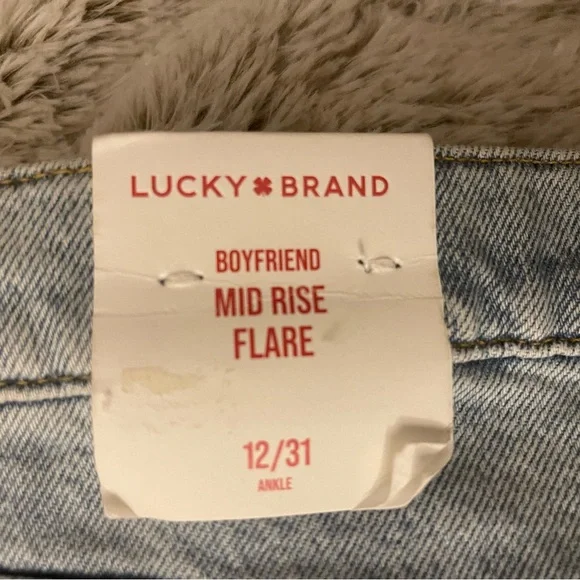 LUCKY BRAND
BOYFRIEND
MID RISE
FLARE
12/31
ANKLE